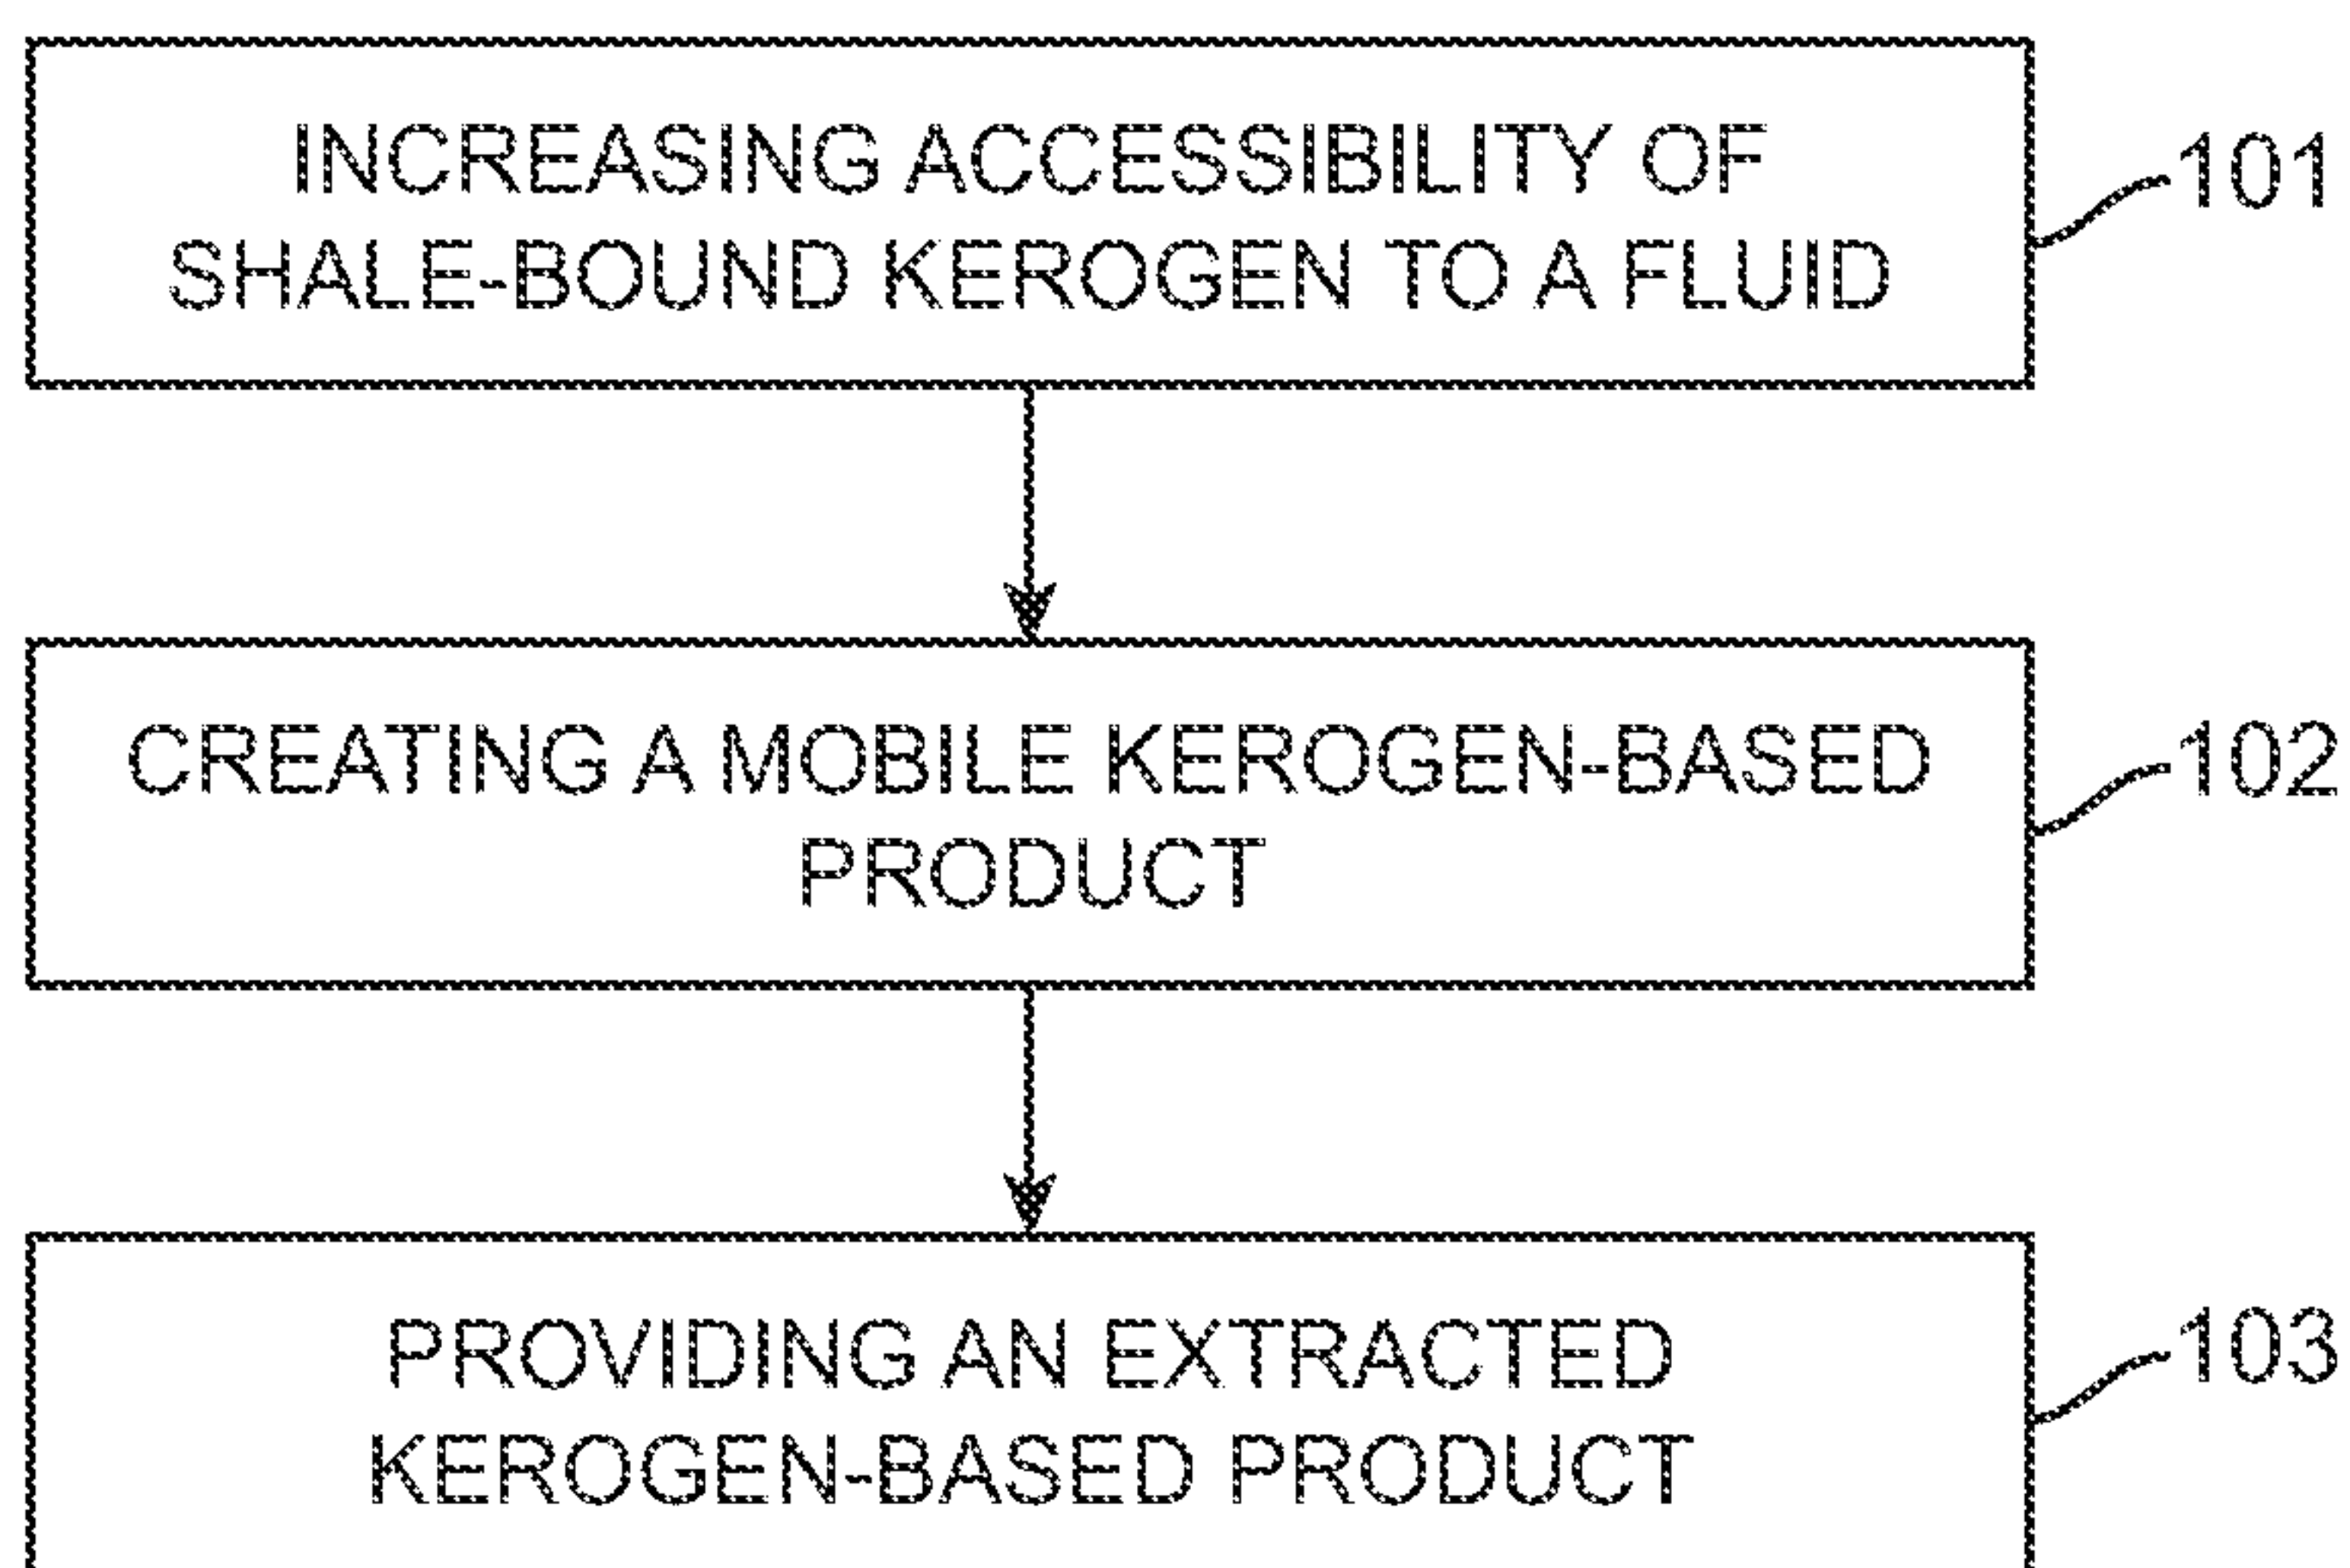 INCREASING ACCESSIBILITY OF
SHALE-BOUND KEROGEN TO A FLUID
101
CREATING A MOBILE KEROGEN-BASED
PRODUCT
102
PROVIDING AN EXTRACTED
KEROGEN-BASED PRODUCT
103